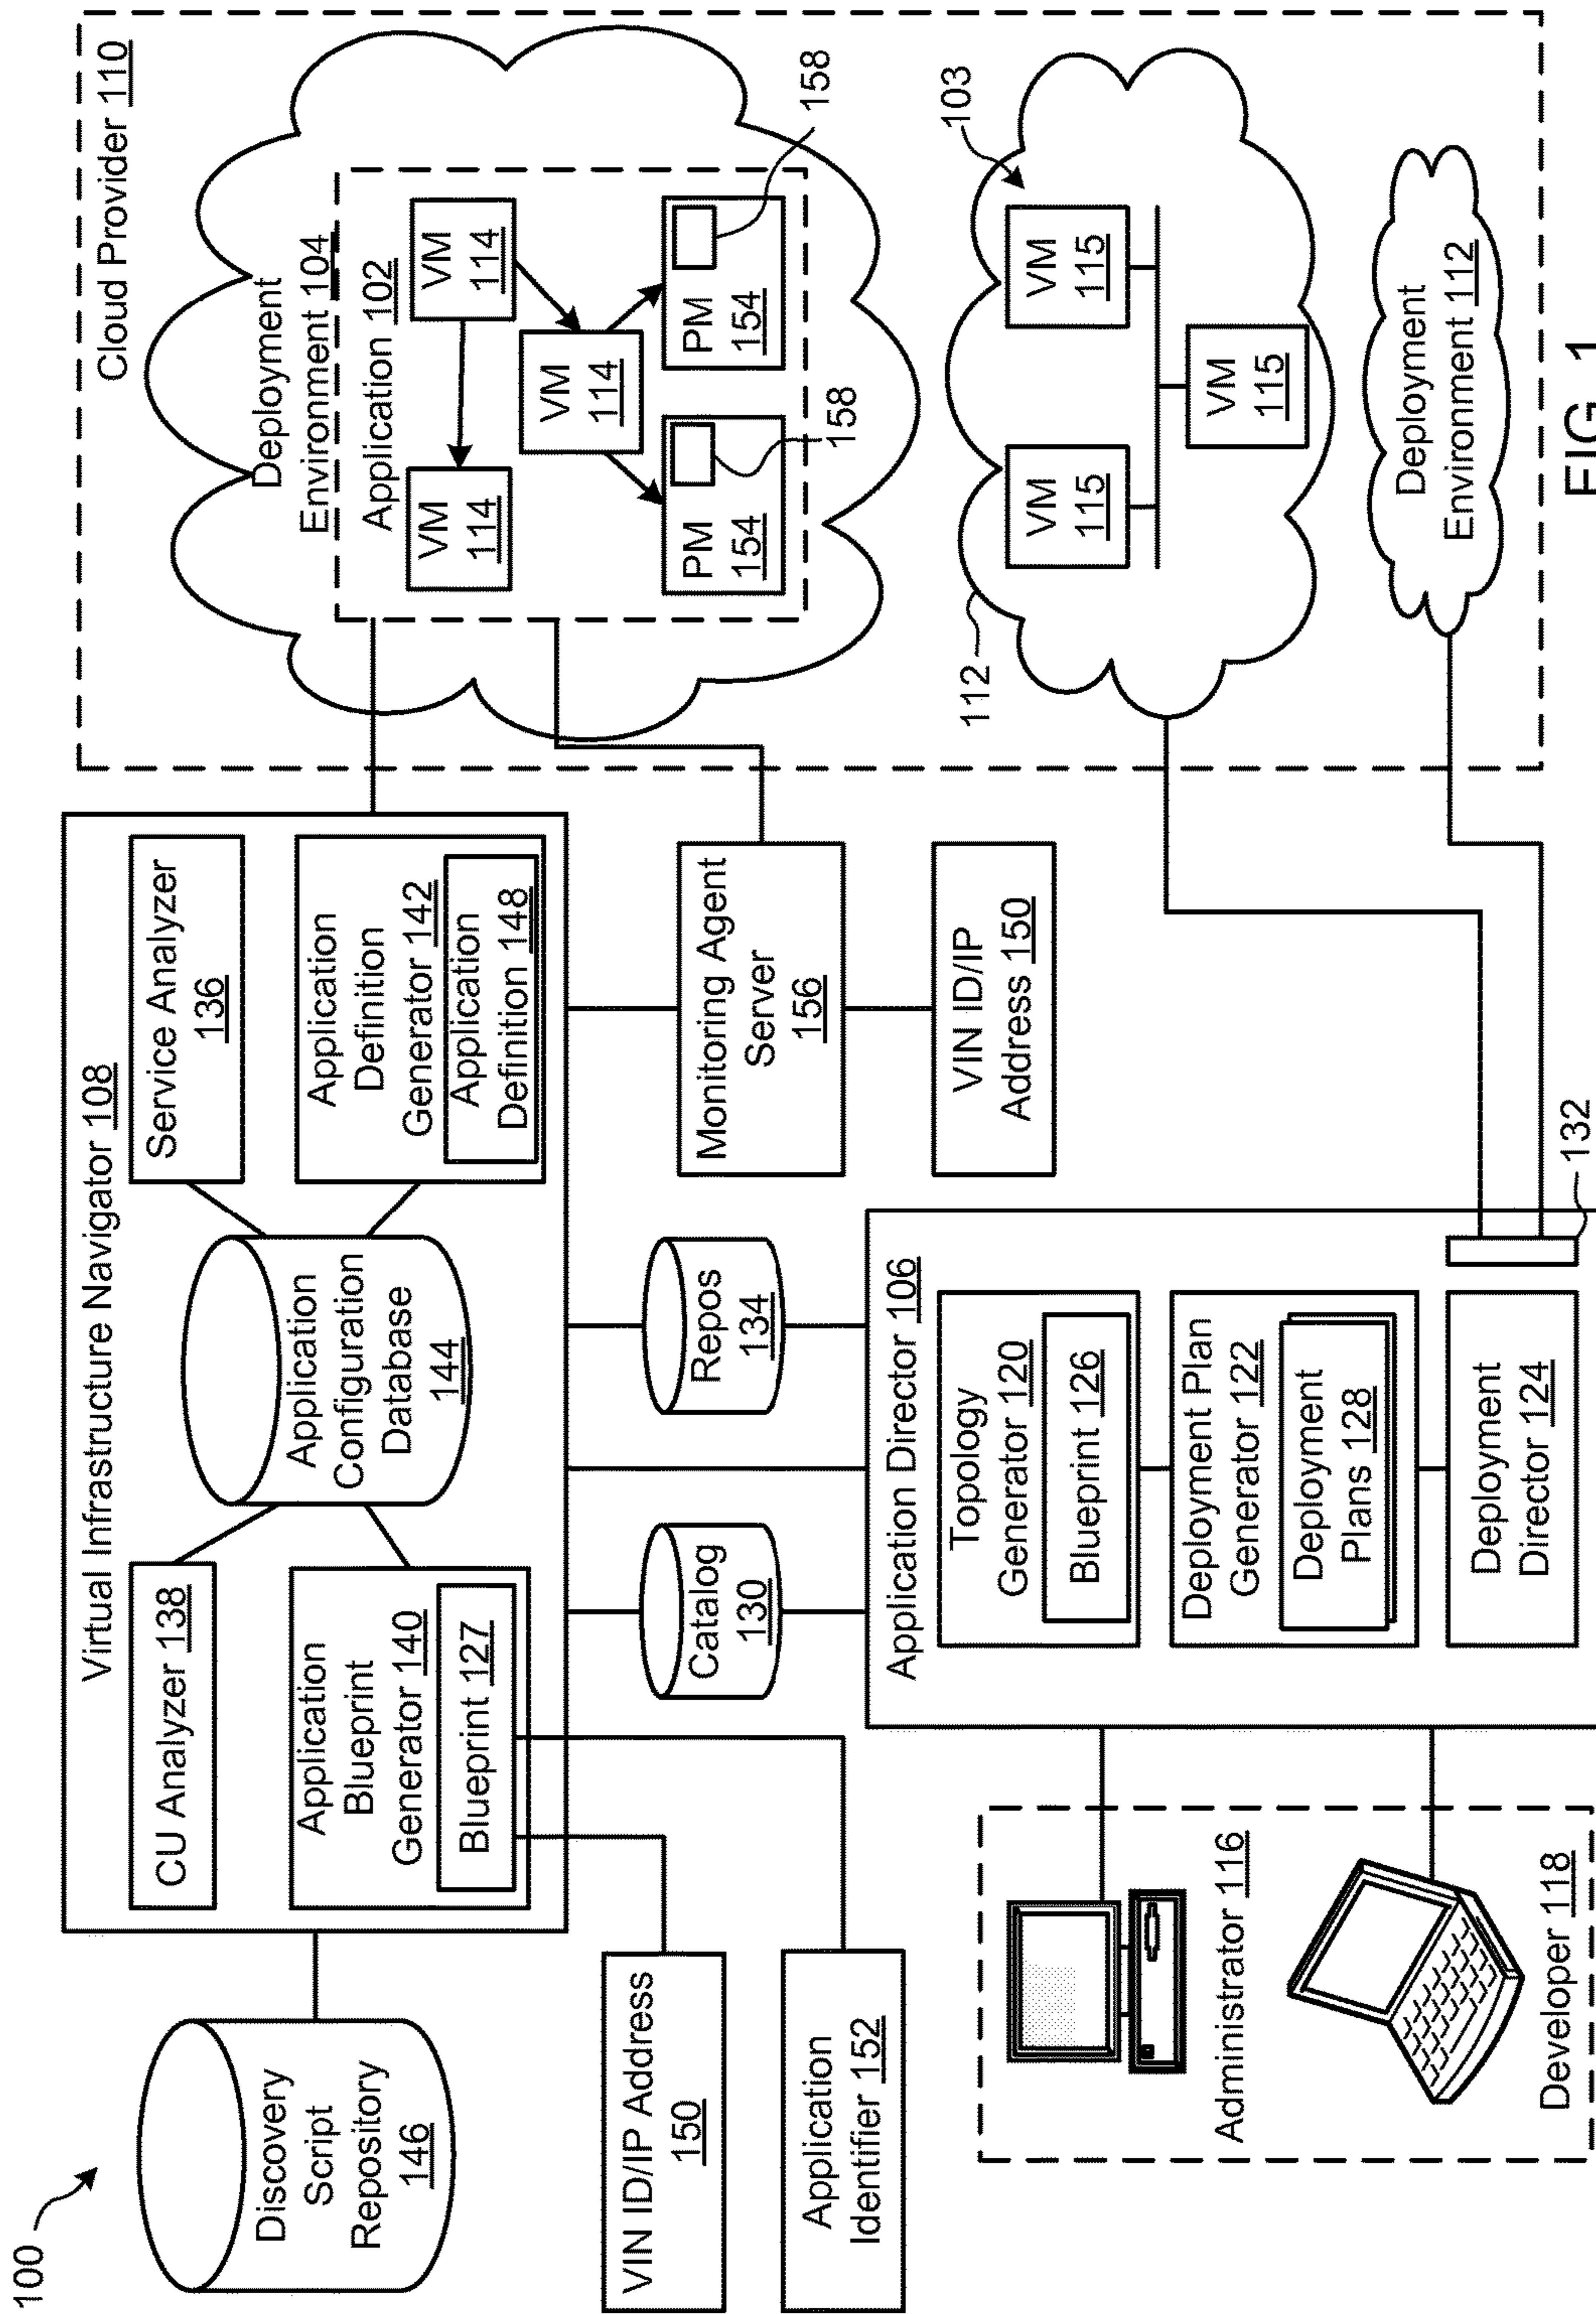 100
Discovery
Script
Repository
146
Virtual Infrastructure Navigator 108
CU Analyzer 138
Application
Blueprint
Generator 140
Blueprint 127
Application
Configuration
Database
144
Service Analyzer
136
Application
Definition
Generator 142
Application
Definition 148
VIN ID/IP Address
150
Application
Identifier 152
Catalog
130
Repos
134
Monitoring Agent
Server
156
VIN ID/IP
Address 150
Application Director 106
Topology
Generator 120
Blueprint 126
Deployment Plan
Generator 122
Deployment
Plans 128
Deployment
Director 124
132
Administrator 116
Developer 118
Cloud Provider 110
Deployment
Environment 104
Application 102
VM
114
VM
114
VM
114
PM
154
PM
154
158
158
112
103
VM
115
VM
115
VM
115
Deployment
Environment 112
FIG. 1